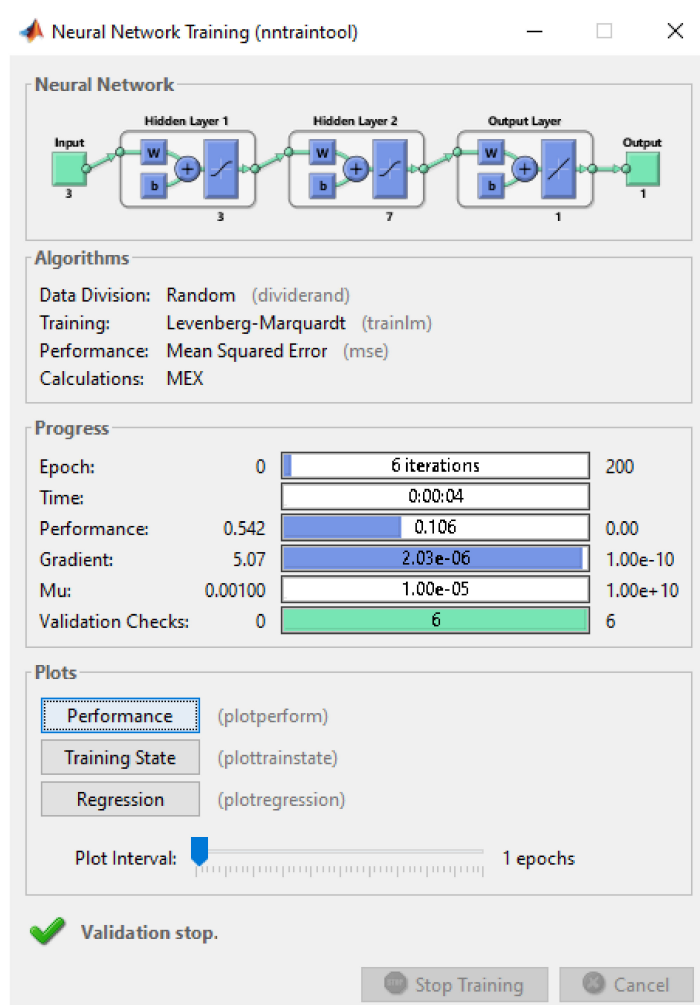 Neural Network Training (nntraintool)
Neural Network
Hidden Layer 1 Hidden Layer 2 Output Layer
Input Output
W W W
+ + +
b b b
3 1
3 7 1
Algorithms
Data Division: Random (dividerand)
Training: Levenberg-Marquardt (trainlm)
Performance: Mean Squared Error (mse)
Calculations: MEX
Progress
Epoch: 0 6 iterations 200
Time: 0:00:04
Performance: 0.542 0.106 0.00
Gradient: 5.07 2.03e-06 1.00e-10
Mu: 0.00100 1.00e-05 1.00e+10
Validation Checks: 0 6 6
Plots
Performance (plotperform)
Training State (plottrainstate)
Regression (plotregression)
Plot Interval: 1 epochs
Validation stop.
Stop Training Cancel